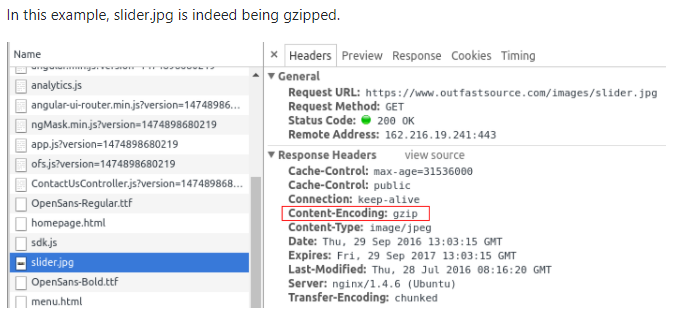 In this example, slider.jpg is indeed being gzipped.
Name
analytics.js
angular-ui-router.min.js?version=14748986...
ngMask.min.js?version=1474898680219
app.js?version=1474898680219
ofs.js?version=1474898680219
ContactUsController.js?version=14748968...
OpenSans-Regular.ttf
homepage.html
sdk.js
slider.jpg
OpenSans-Bold.ttf
menu.html
× Headers Preview Response Cookies Timing
▼ General
Request URL: https://www.outfastsource.com/images/slider.jpg
Request Method: GET
Status Code: 200 OK
Remote Address: 162.216.19.241:443
▼ Response Headers view source
Cache-Control: max-age=31536000
Cache-Control: public
Connection: keep-alive
Content-Encoding: gzip
Content-Type: image/jpeg
Date: Thu, 29 Sep 2016 13:03:15 GMT
Expires: Fri, 29 Sep 2017 13:03:15 GMT
Last-Modified: Thu, 28 Jul 2016 08:16:20 GMT
Server: nginx/1.4.6 (Ubuntu)
Transfer-Encoding: chunked